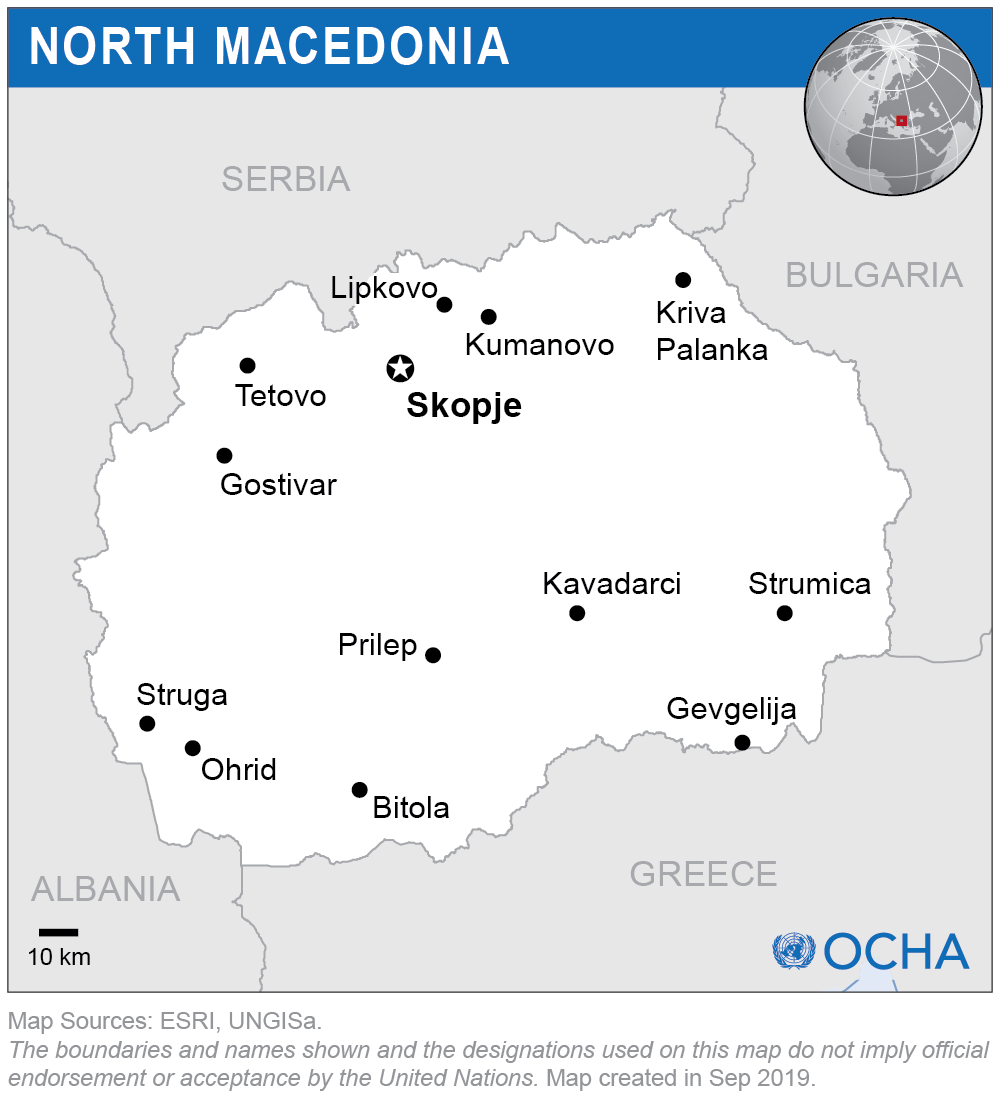 NORTH MACEDONIA
SERBIA
BULGARIA
Lipkovo
Kumanovo
Kriva
Palanka
Tetovo
Skopje
Gostivar
Kavadarci
Strumica
Prilep
Struga
Gevgelija
Ohrid
Bitola
ALBANIA
GREECE
10 km
OCHA
Map Sources: ESRI, UNGISa.
The boundaries and names shown and the designations used on this map do not imply official
endorsement or acceptance by the United Nations. Map created in Sep 2019.